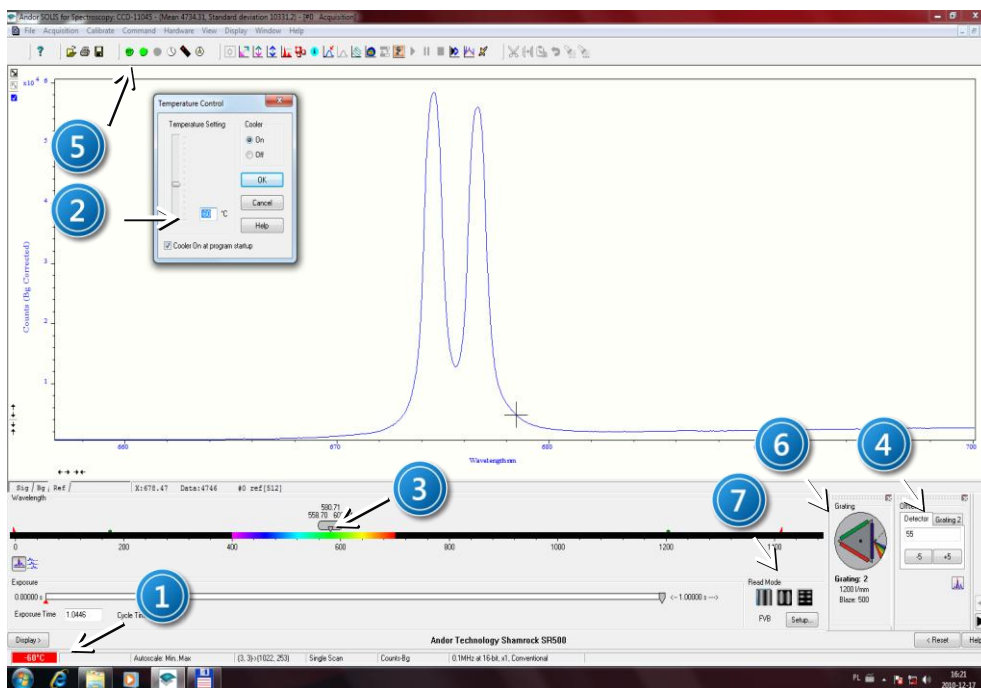 Andor SOLIS for Spectroscopy: CCD-11045 - [Mean 4734.31, Standard deviation 10331.2] - [#0 Acquisition]
File Acquisition Calibrate Command Hardware View Display Window Help
x10 4 6
5
4
3
2
1
Counts (Bg Corrected)
Temperature Control
Temperature Setting
Cooler
On
Off
OK
Cancel
Help
-60 °C
Cooler On at program startup
5
2
660 670 680 700
Wavelength nm
6
4
3
7
1
Sig Bg Ref X:678.47 Data:4746 #0 ref[512]
Wavelength
580.71
558.78
0 200 400 600 800 1000 1200
Exposure
0.00000 s
<-- 1.00000 s --->
Exposure Time 1.0446
Read Mode
FVB Setup...
Grating
Grating: 2
1200 l/mm
Blaze: 500
Detector Grating 2
55
-5 +5
Display >
Andor Technology Shamrock SR500
< Reset
-60°C Autoscale: Min..Max (3, 3)->(1022, 253) Single Scan Counts-Bg 0.1MHz at 16-bit, x1, Conventional
PL
16:21
2010-12-17